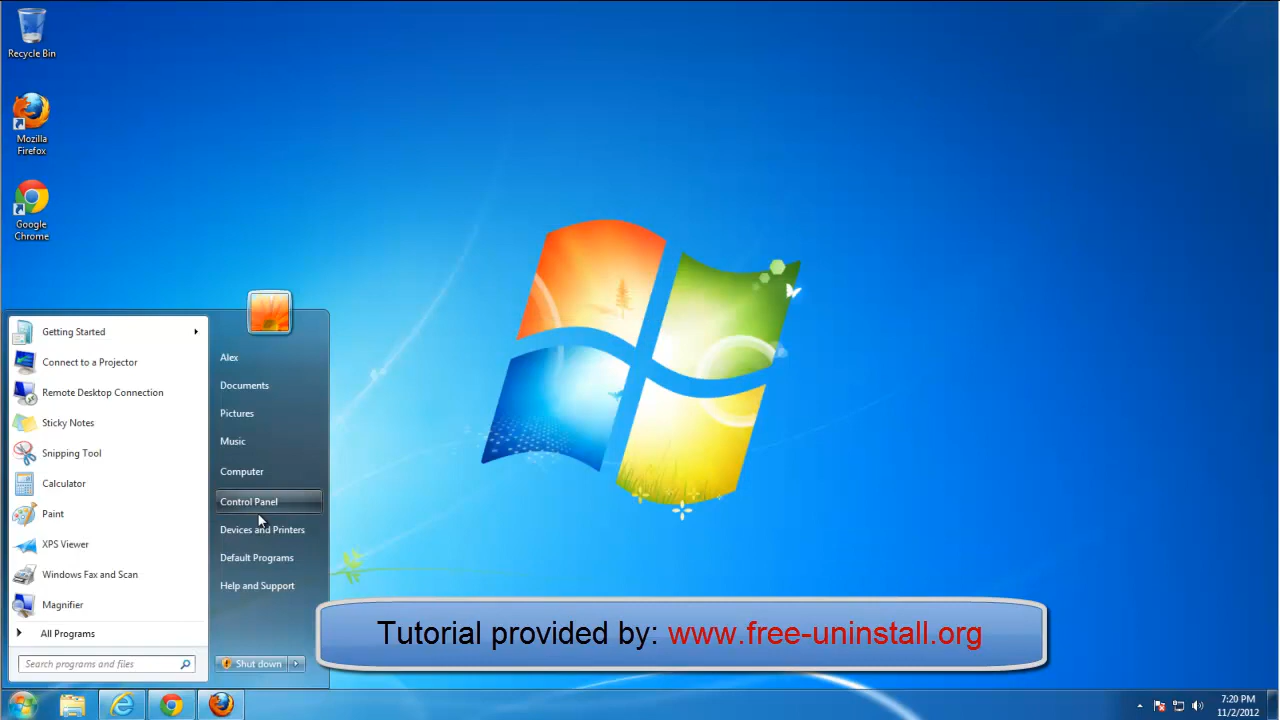 Recycle Bin
Mozilla
Firefox
Google
Chrome
Getting Started
Connect to a Projector
Remote Desktop Connection
Sticky Notes
Snipping Tool
Calculator
Paint
XPS Viewer
Windows Fax and Scan
Magnifier
All Programs
Search programs and files
Alex
Documents
Pictures
Music
Computer
Control Panel
Devices and Printers
Default Programs
Help and Support
Shut down
Tutorial provided by: www.free-uninstall.org
7:20 PM
11/2/2012